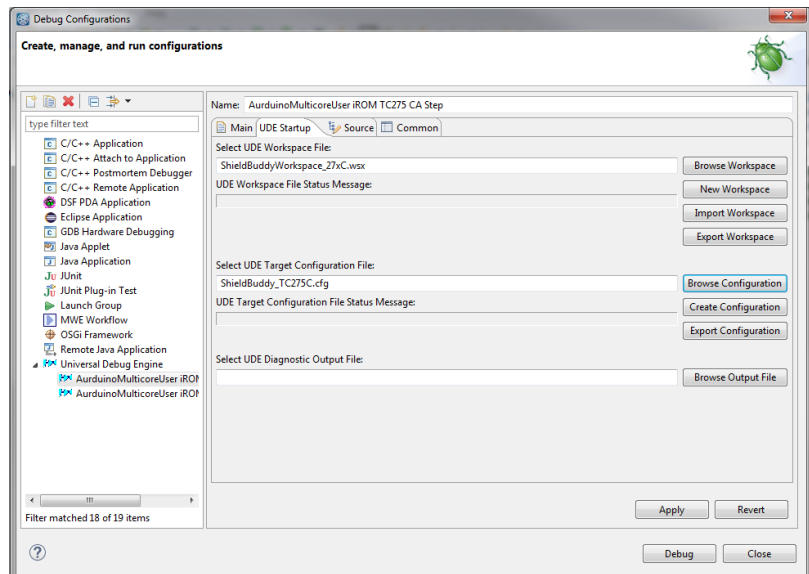 Debug Configurations
Create, manage, and run configurations
type filter text
C/C++ Application
C/C++ Attach to Application
C/C++ Postmortem Debugger
C/C++ Remote Application
DSF PDA Application
Eclipse Application
GDB Hardware Debugging
Java Applet
Java Application
JUnit
JUnit Plug-in Test
Launch Group
MWE Workflow
OSGi Framework
Remote Java Application
Universal Debug Engine
AurduinoMulticoreUser iRO
AurduinoMulticoreUser iRO
Filter matched 18 of 19 items
Name: AurduinoMulticoreUser iROM TC275 CA Step
Main UDE Startup Source Common
Select UDE Workspace File:
ShieldBuddyWorkspace_27xC.wsx Browse Workspace
UDE Workspace File Status Message: New Workspace
Import Workspace
Export Workspace
Select UDE Target Configuration File:
ShieldBuddy_TC275C.cfg Browse Configuration
UDE Target Configuration File Status Message: Create Configuration
Export Configuration
Select UDE Diagnostic Output File:
Browse Output File
Apply Revert
? Debug Close